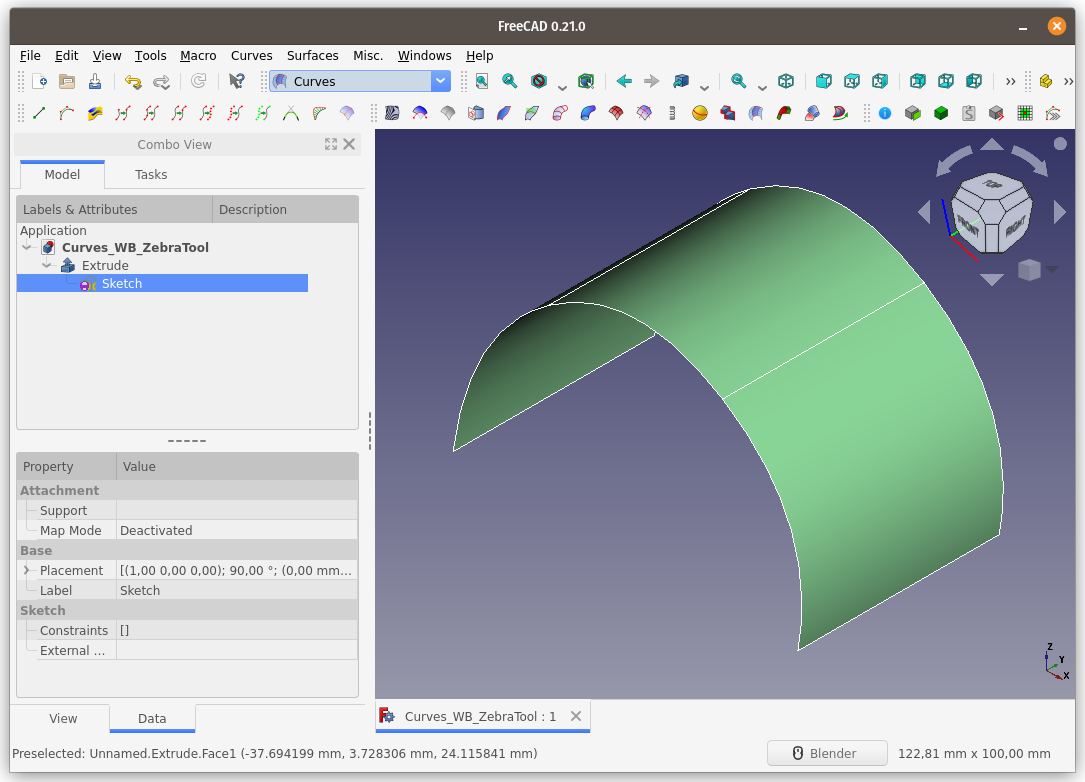 FreeCAD 0.21.0
File Edit View Tools Macro Curves Surfaces Misc. Windows Help
Curves
Combo View
Model Tasks
Labels & Attributes Description
Application
Curves_WB_ZebraTool
Extrude
Sketch
Property Value
Attachment
Support
Map Mode Deactivated
Base
Placement [(1,00 0,00 0,00); 90,00 °; (0,00 mm...
Label Sketch
Sketch
Constraints []
External ...
View Data
TOP
FRONT RIGHT
Z
Y
X
Curves_WB_ZebraTool : 1
Preselected: Unnamed.Extrude.Face1 (-37.694199 mm, 3.728306 mm, 24.115841 mm) Blender 122,81 mm x 100,00 mm